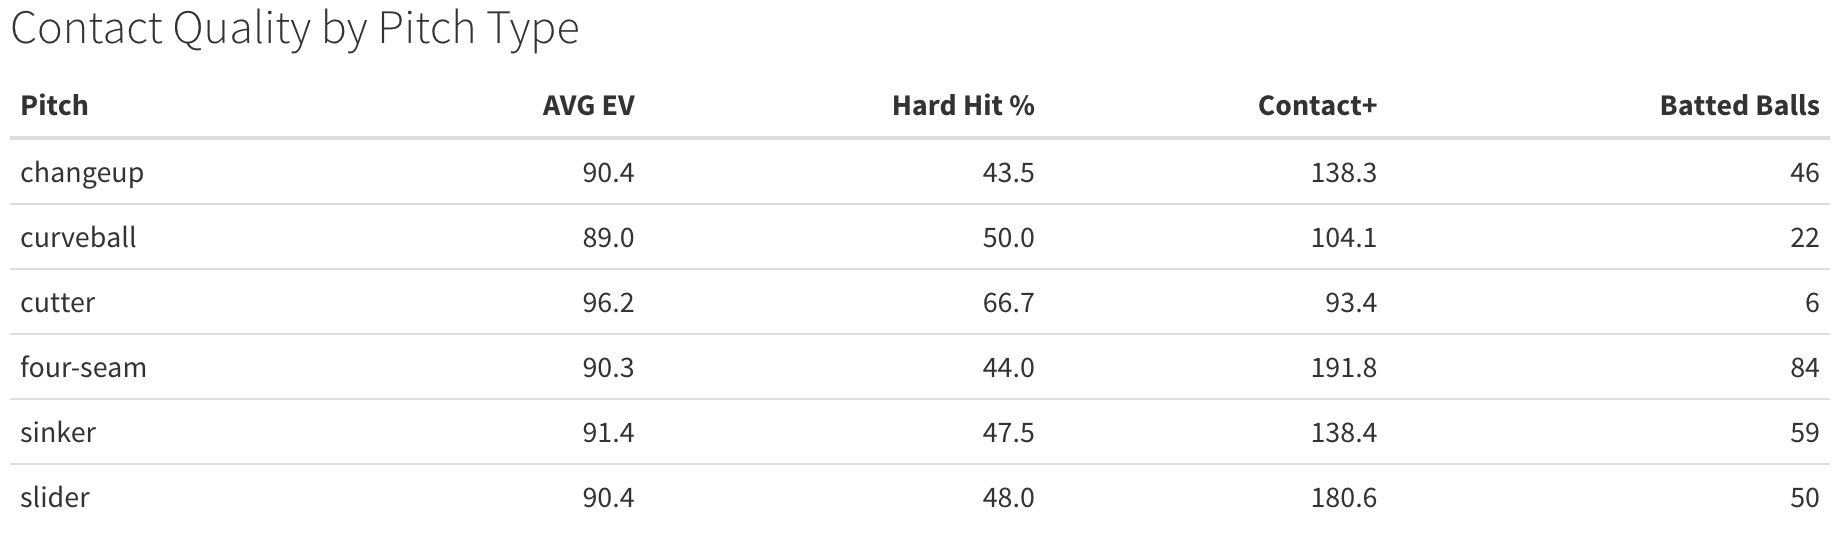 Contact Quality by Pitch Type
Pitch AVG EV Hard Hit % Contact+ Batted Balls
changeup 90.4 43.5 138.3 46
curveball 89.0 50.0 104.1 22
cutter 96.2 66.7 93.4 6
four-seam 90.3 44.0 191.8 84
sinker 91.4 47.5 138.4 59
slider 90.4 48.0 180.6 50